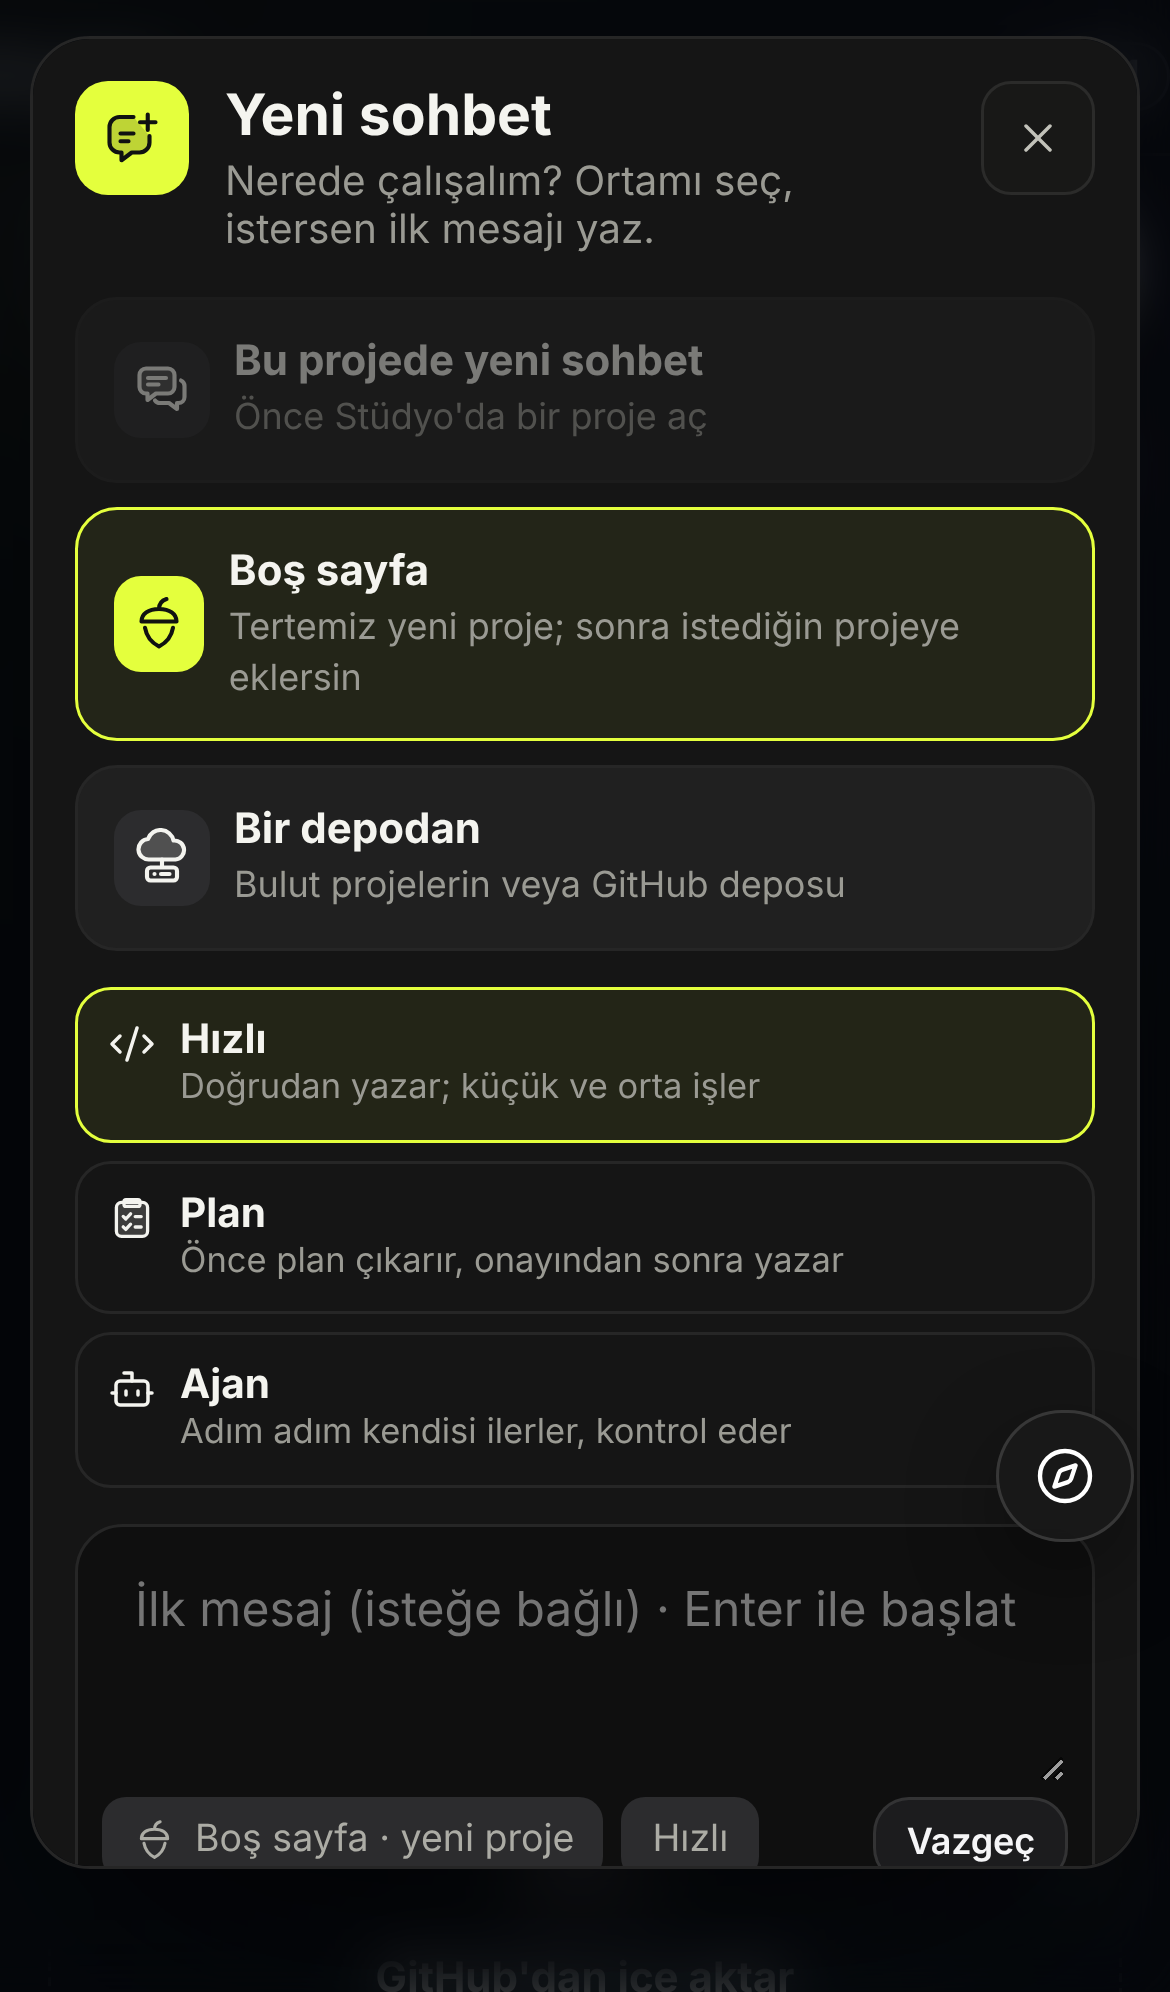 Yeni sohbet
Nerede çalışalım? Ortamı seç,
istersen ilk mesajı yaz.
Bu projede yeni sohbet
Önce Stüdyo'da bir proje aç
Boş sayfa
Tertemiz yeni proje; sonra istediğin projeye
eklersin
Bir depodan
Bulut projelerin veya GitHub deposu
Hızlı
Doğrudan yazar; küçük ve orta işler
Plan
Önce plan çıkarır, onayından sonra yazar
Ajan
Adım adım kendisi ilerler, kontrol eder
İlk mesaj (isteğe bağlı) · Enter ile başlat
Boş sayfa · yeni proje Hızlı Vazgeç
GitHub'dan içe aktar